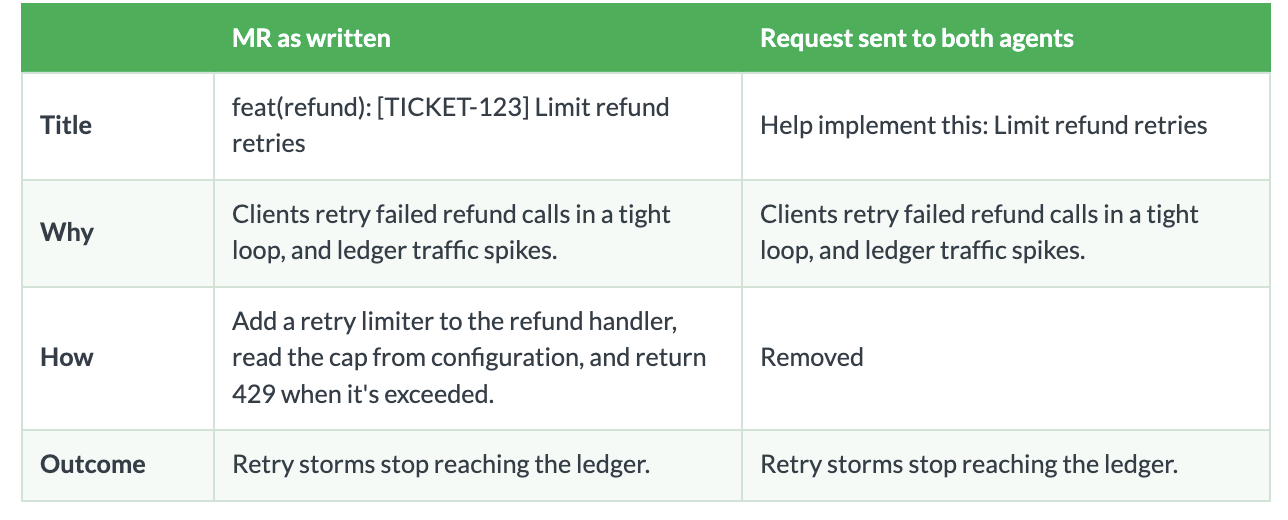 MR as written
Request sent to both agents
Title
feat(refund): [TICKET-123] Limit refund
retries
Help implement this: Limit refund retries
Why
Clients retry failed refund calls in a tight
loop, and ledger traffic spikes.
Clients retry failed refund calls in a tight
loop, and ledger traffic spikes.
How
Add a retry limiter to the refund handler,
read the cap from configuration, and return
429 when it's exceeded.
Removed
Outcome
Retry storms stop reaching the ledger.
Retry storms stop reaching the ledger.